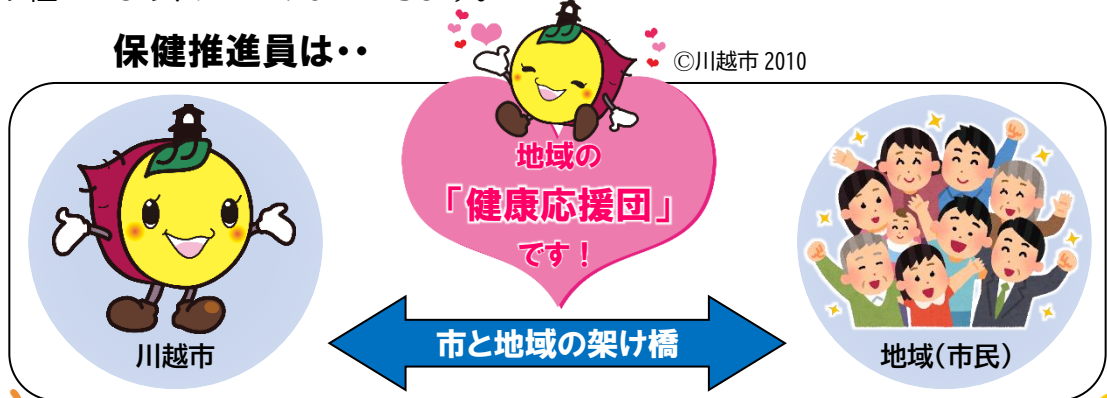 保健推進員は・・
©川越市 2010
地域の
「健康応援団」
です！
市と地域の架け橋
川越市
地域（市民）